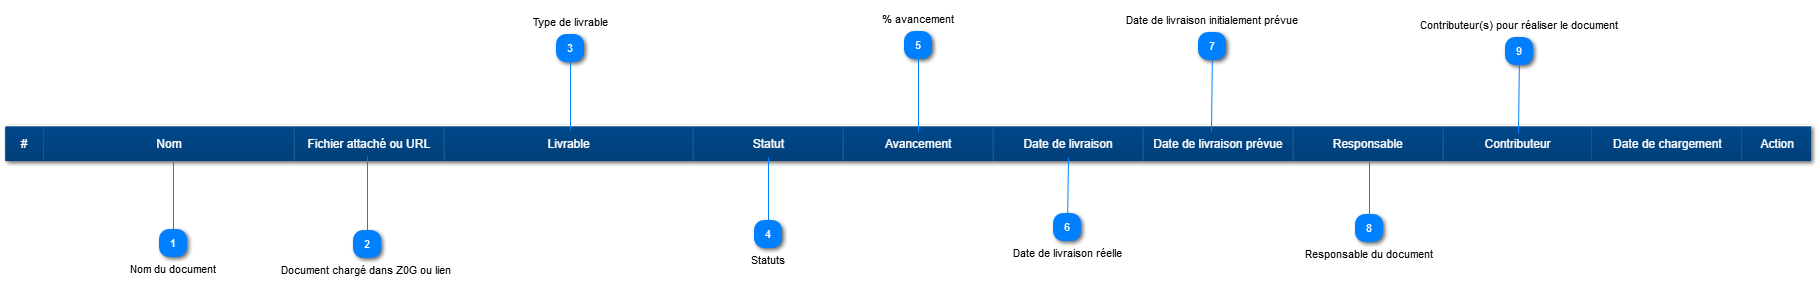 Type de livrable
% avancement
Date de livraison initialement prévue
Contributeur(s) pour réaliser le document
3
5
7
9
# Nom Fichier attaché ou URL Livrable Statut Avancement Date de livraison Date de livraison prévue Responsable Contributeur Date de chargement Action
1
2
4
6
8
Nom du document
Document chargé dans Z0G ou lien
Statuts
Date de livraison réelle
Responsable du document